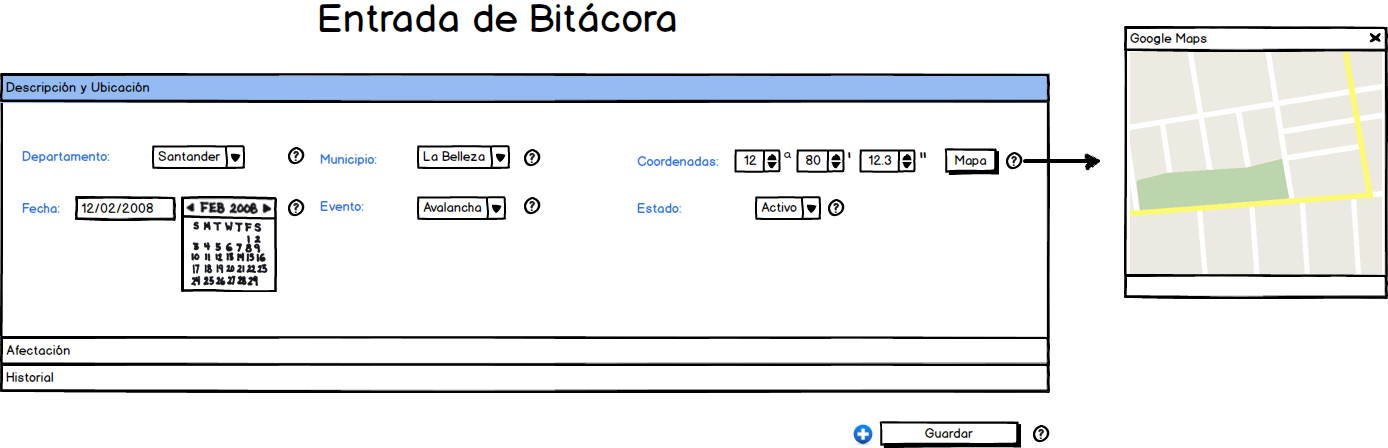 Entrada de Bitácora
Google Maps
Descripción y Ubicación
Departamento: Santander ? Municipio: La Belleza ? Coordenadas: 12 º 80 ' 12.3 " Mapa ?
Fecha: 12/02/2008 FEB 2008 ? Evento: Avalancha ? Estado: Activo ?
S M T W T F S
1 2
3 4 5 6 7 8 9
10 11 12 13 14 15 16
17 18 19 20 21 22 23
24 25 26 27 28 29
Afectación
Historial
Guardar ?